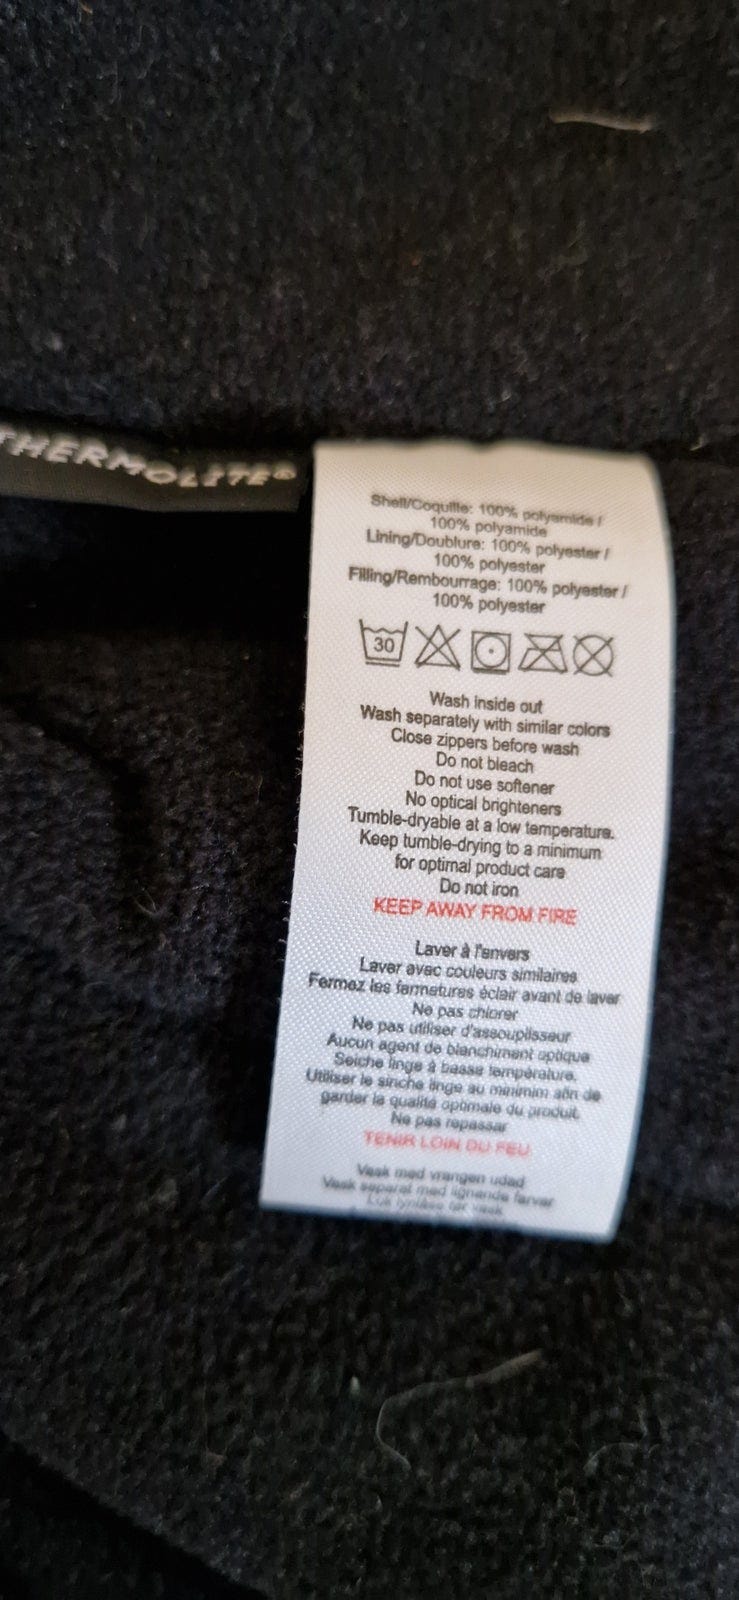 THERMOLITE®
Shell/Coquille: 100% polyamide /
100% polyamide
Lining/Doublure: 100% polyester /
100% polyester
Filling/Rembourrage: 100% polyester /
100% polyester
30
Wash inside out
Wash separately with similar colors
Close zippers before wash
Do not bleach
Do not use softener
No optical brighteners
Tumble-dryable at a low temperature.
Keep tumble-drying to a minimum
for optimal product care
Do not iron
KEEP AWAY FROM FIRE
Laver à l'envers
Laver avec couleurs similaires
Fermez les fermetures éclair avant de laver
Ne pas chlorer
Ne pas utiliser d'assouplisseur
Aucun agent de blanchiment optique
Seiche linge à basse température.
Utiliser le sinche linge au minimim afin de
garder la qualité optimale du produit.
Ne pas repassar
TENIR LOIN DU FEU
Vask med vrangen udad
Vask separat med lignende farver
Luk lynlåse før vask